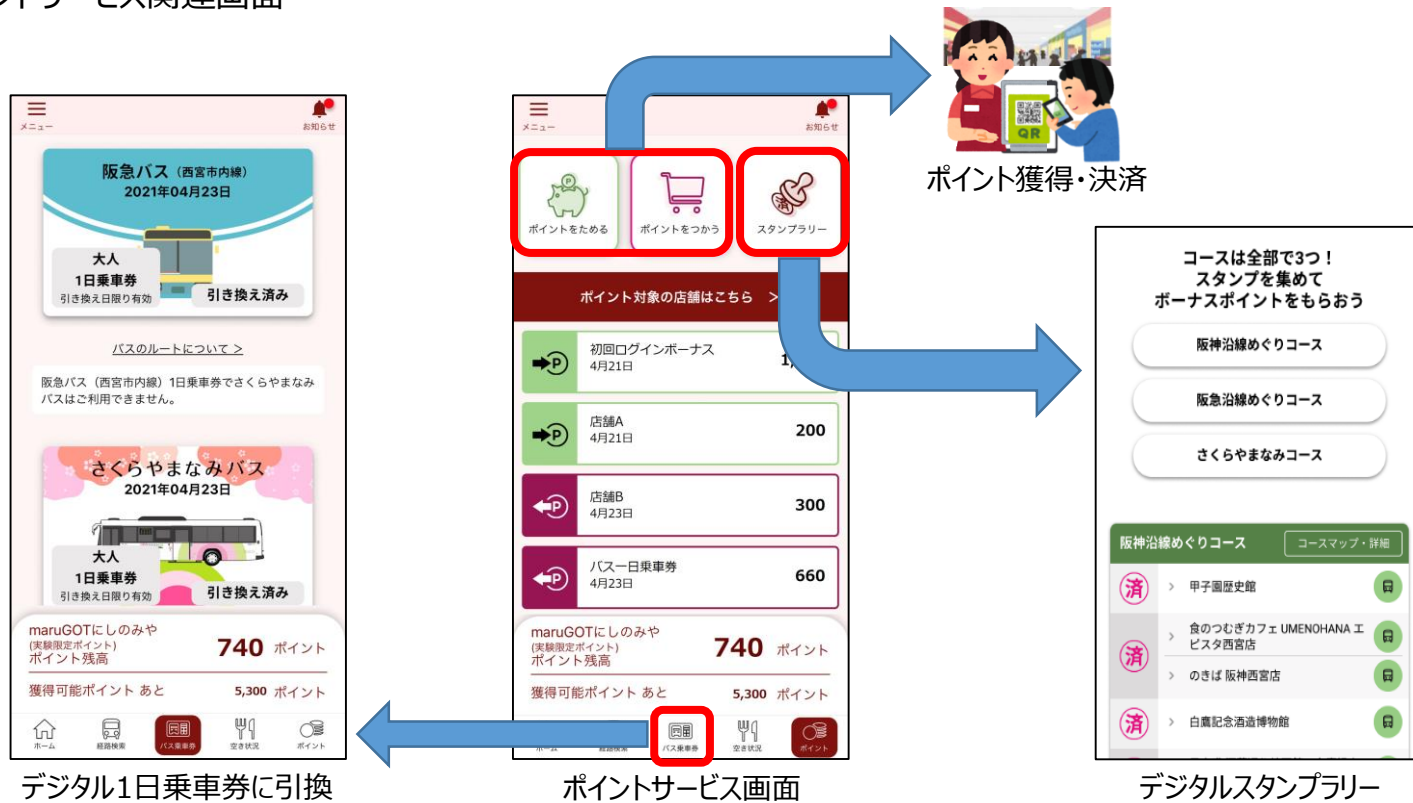 関連画面
ポイント獲得・決済
QR
メニュー
お知らせ
阪急バス（西宮市内線）
2021年04月23日
大人
1日乗車券
引き換え日限り有効
引き換え済み
バスのルートについて >
阪急バス（西宮市内線）1日乗車券でさくらやまなみ
バスはご利用できません。
さくらやまなみバス
2021年04月23日
大人
1日乗車券
引き換え日限り有効
引き換え済み
maruGOTにしのみや
(実験限定ポイント)
ポイント残高
740 ポイント
獲得可能ポイント あと
5,300 ポイント
ホーム
経路検索
バス乗車券
空き状況
ポイント
デジタル1日乗車券に引換
メニュー
お知らせ
P
ポイントをためる
ポイントをつかう
済
スタンプラリー
ポイント対象の店舗はこちら >
P
初回ログインボーナス
4月21日
P
店舗A
4月21日
200
P
店舗B
4月23日
300
P
バス一日乗車券
4月23日
660
maruGOTにしのみや
(実験限定ポイント)
ポイント残高
740 ポイント
獲得可能ポイント あと
5,300 ポイント
バス乗車券
空き状況
ポイント
ポイントサービス画面
コースは全部で3つ！
スタンプを集めて
ボーナスポイントをもらおう
阪神沿線めぐりコース
阪急沿線めぐりコース
さくらやまなみコース
阪神沿線めぐりコース
コースマップ・詳細
済
> 甲子園歴史館
済
> 食のつむぎカフェ UMENOHANA エ
ビスタ西宮店
> のきば 阪神西宮店
済
> 白鷹記念酒造博物館
デジタルスタンプラリー